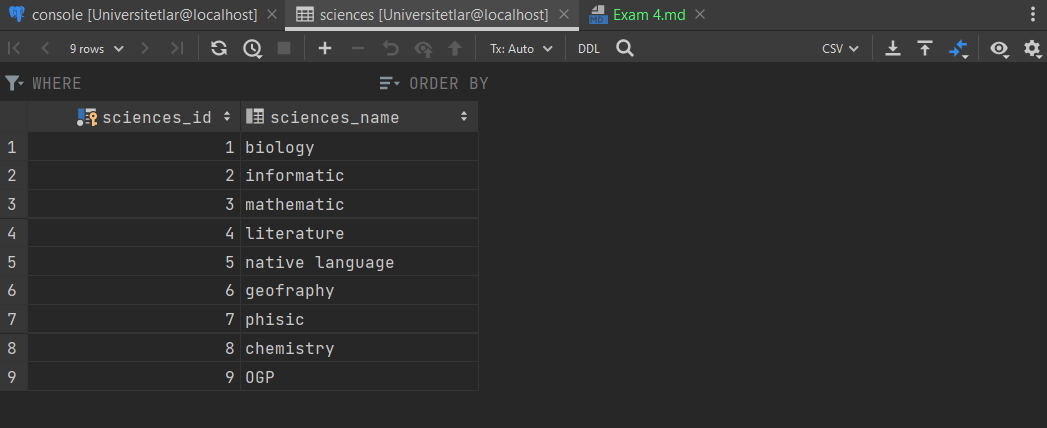 console [Universitetlar@localhost] sciences [Universitetlar@localhost] Exam 4.md
9 rows Tx: Auto DDL CSV
WHERE ORDER BY
sciences_id sciences_name
1 1 biology
2 2 informatic
3 3 mathematic
4 4 literature
5 5 native language
6 6 geofraphy
7 7 phisic
8 8 chemistry
9 9 OGP